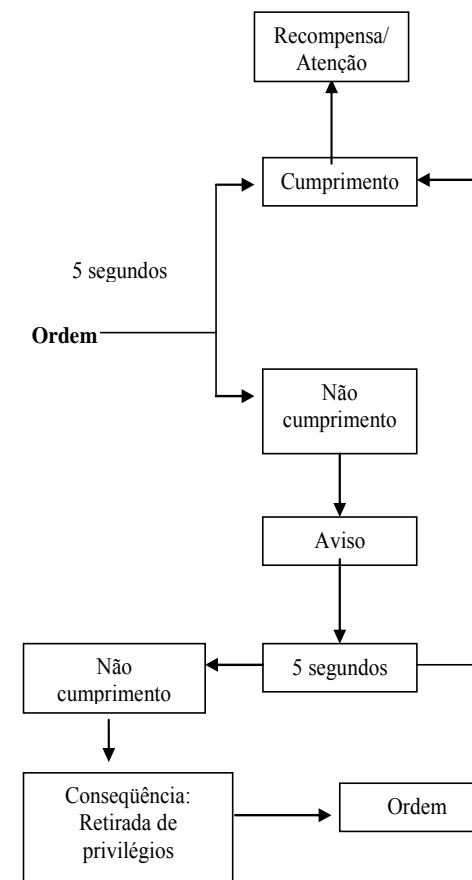 Recompensa/
Atenção
Cumprimento
5 segundos
Ordem
Não
cumprimento
Aviso
5 segundos
Não
cumprimento
Conseqüência:
Retirada de
privilégios
Ordem